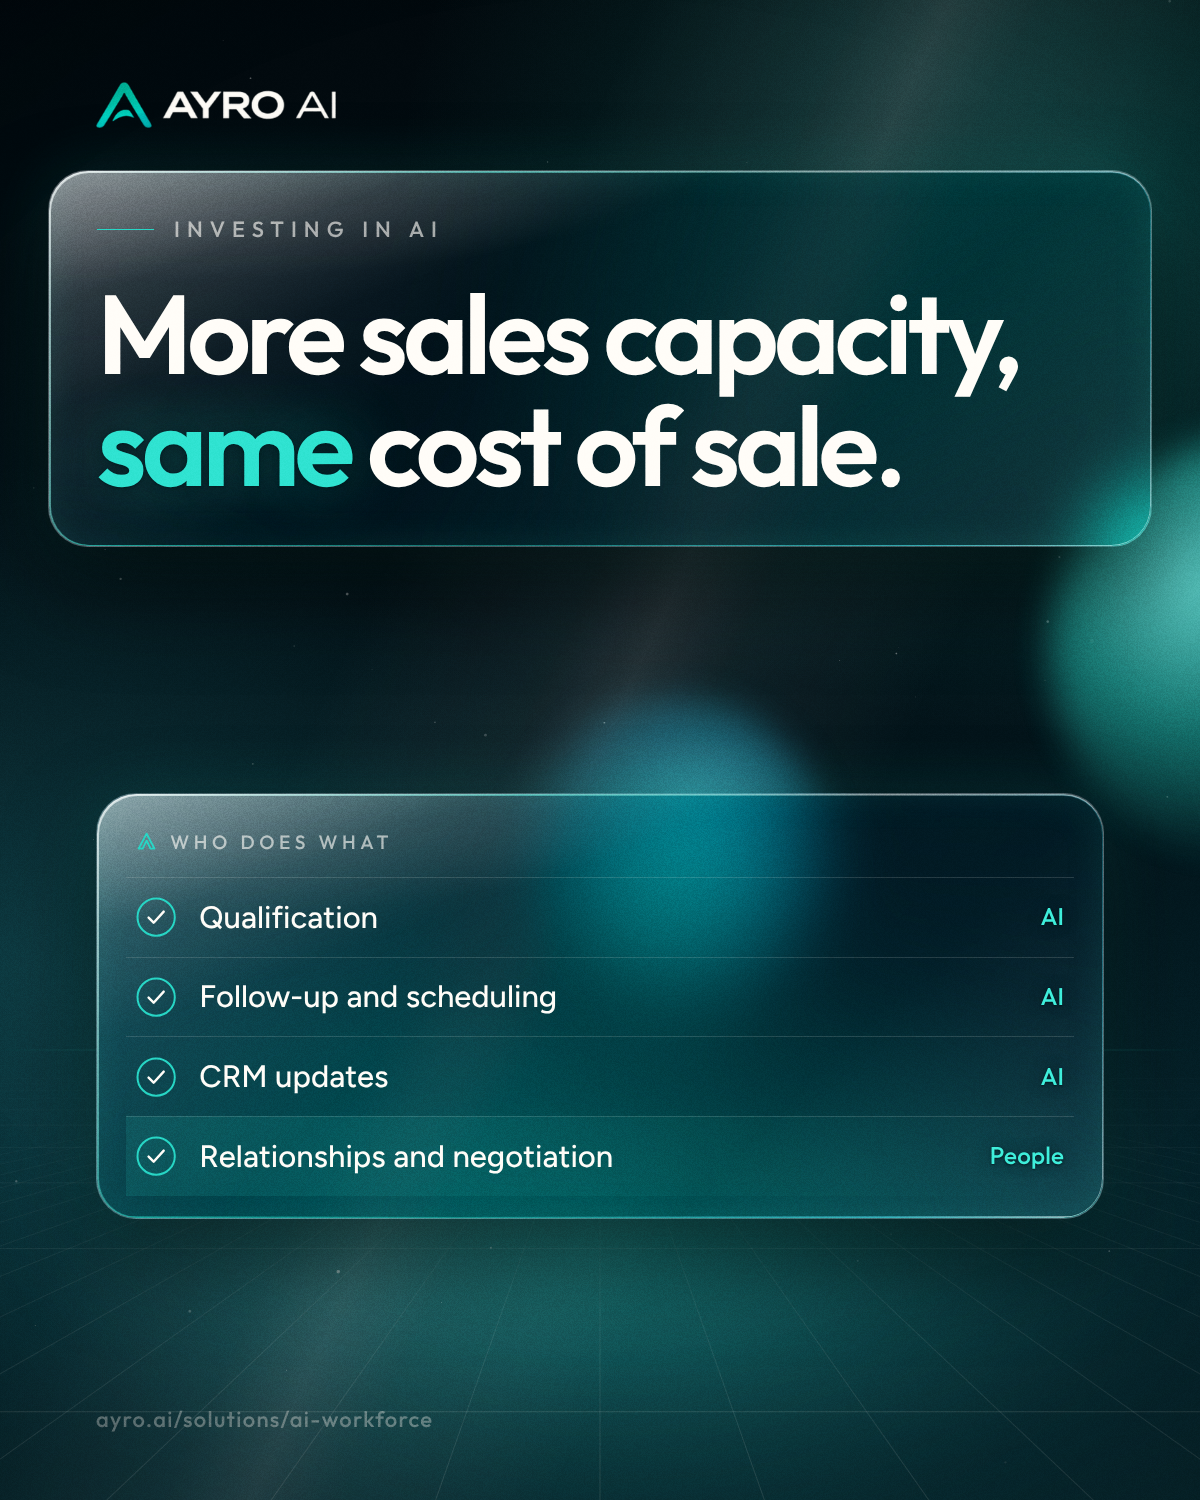 AYRO AI
INVESTING IN AI
More sales capacity,
same cost of sale.
WHO DOES WHAT
Qualification AI
Follow-up and scheduling AI
CRM updates AI
Relationships and negotiation People
ayro.ai/solutions/ai-workforce